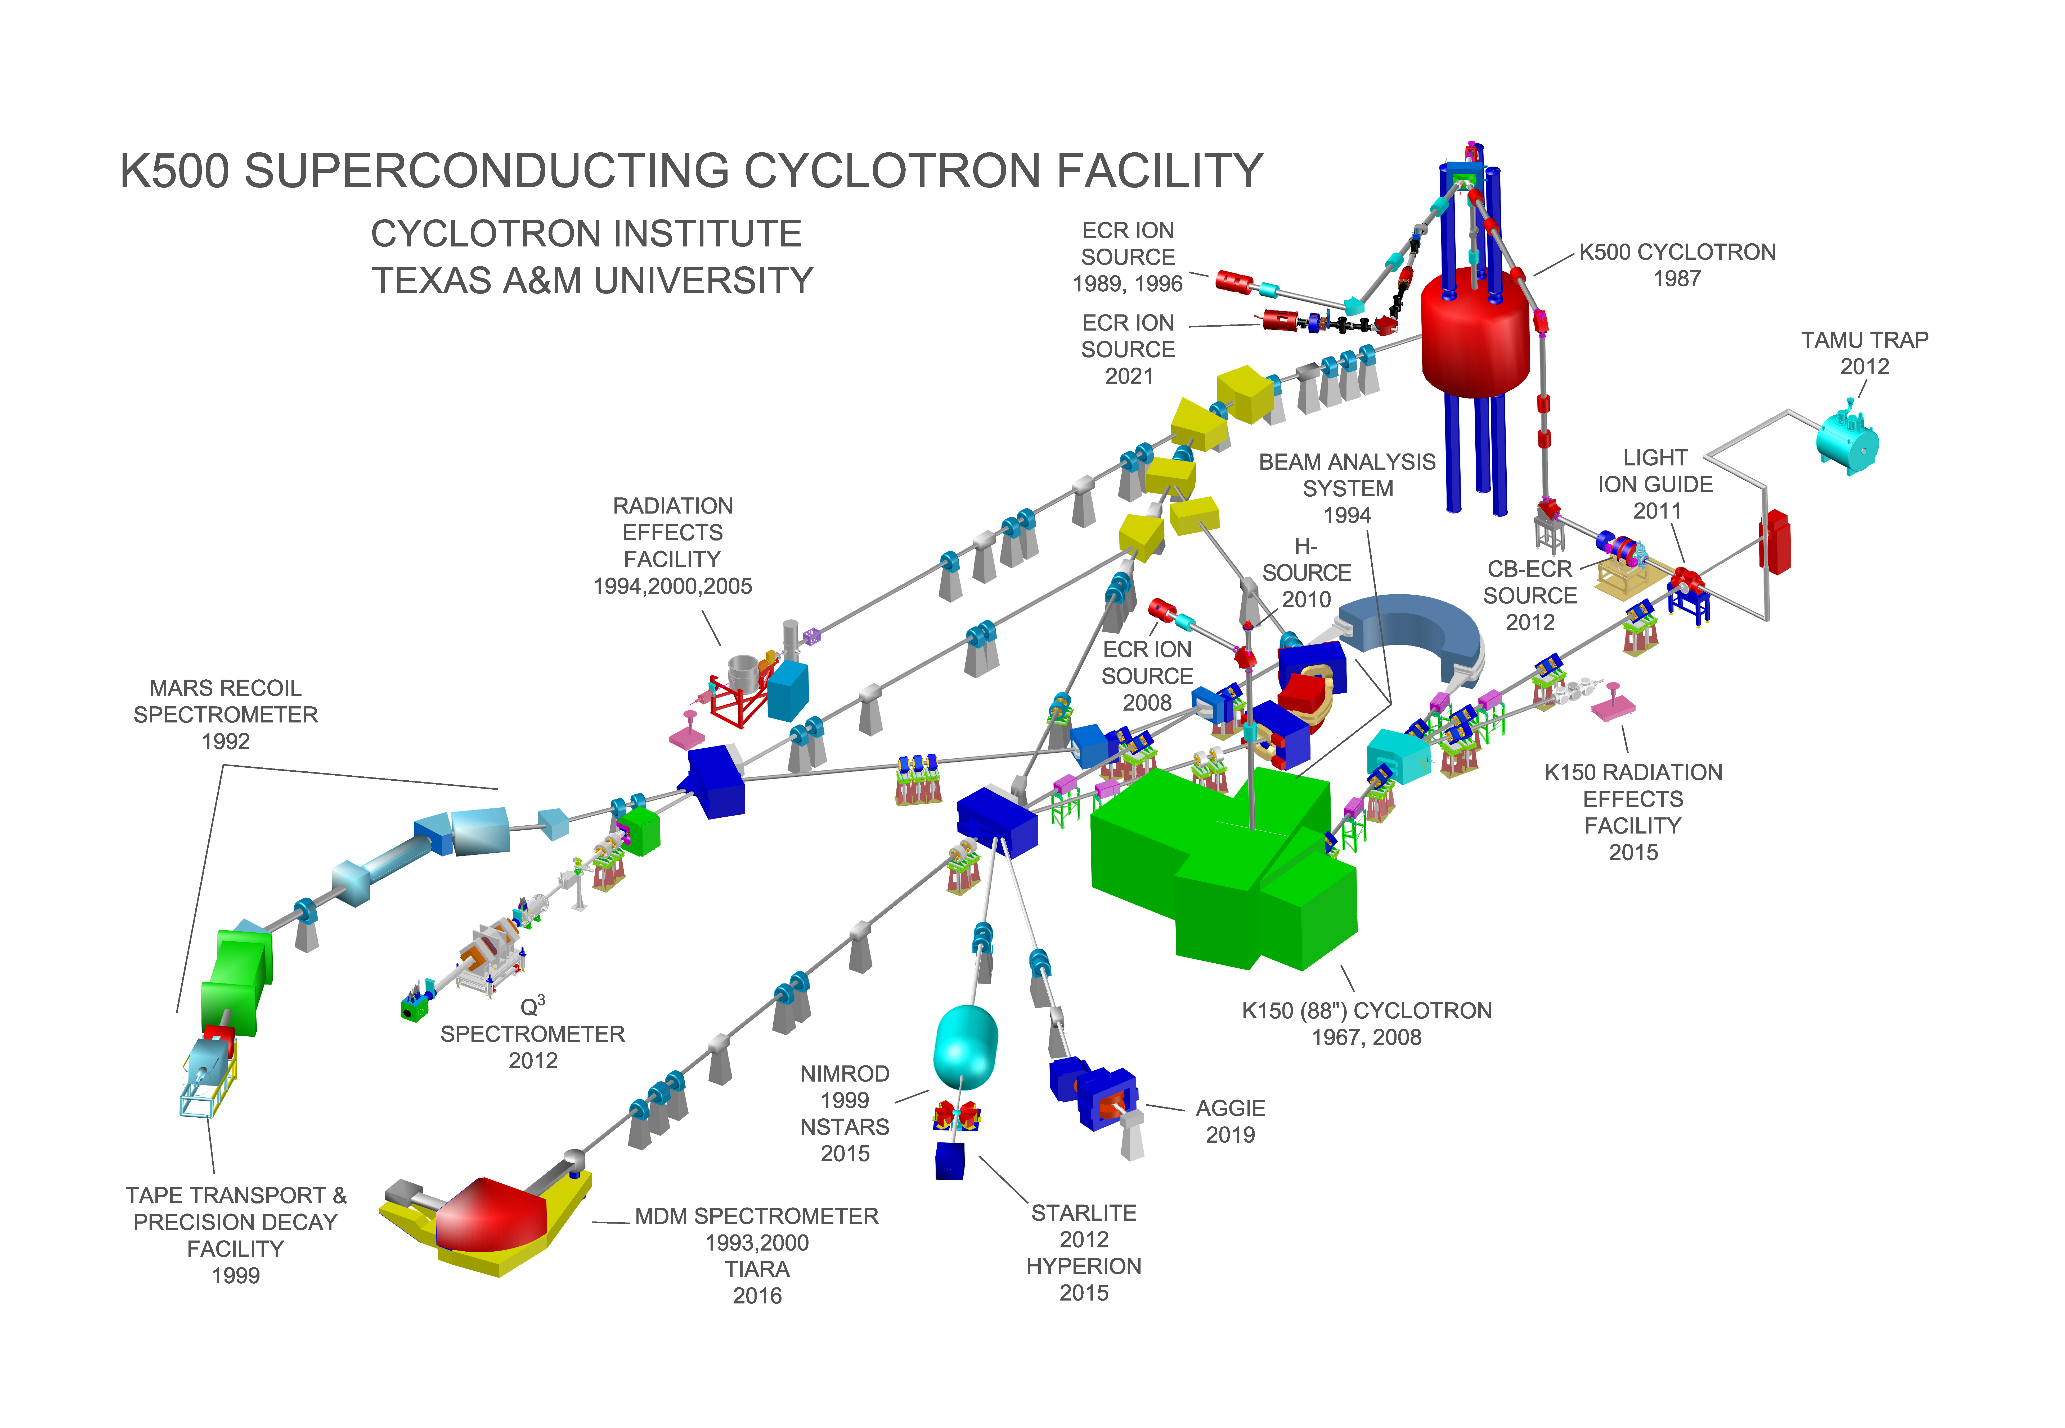 K500 SUPERCONDUCTING CYCLOTRON FACILITY
CYCLOTRON INSTITUTE
TEXAS A&M UNIVERSITY
ECR ION
SOURCE
1989, 1996
ECR ION
SOURCE
2021
K500 CYCLOTRON
1987
TAMU TRAP
2012
BEAM ANALYSIS
SYSTEM
1994
LIGHT
ION GUIDE
2011
H-
SOURCE
2010
CB-ECR
SOURCE
2012
RADIATION
EFFECTS
FACILITY
1994,2000,2005
ECR ION
SOURCE
2008
MARS RECOIL
SPECTROMETER
1992
K150 RADIATION
EFFECTS
FACILITY
2015
Q³
SPECTROMETER
2012
K150 (88") CYCLOTRON
1967, 2008
NIMROD
1999
NSTARS
2015
AGGIE
2019
TAPE TRANSPORT &
PRECISION DECAY
FACILITY
1999
MDM SPECTROMETER
1993,2000
TIARA
2016
STARLITE
2012
HYPERION
2015